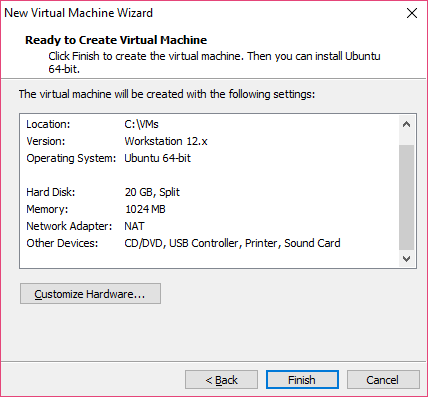 New Virtual Machine Wizard
Ready to Create Virtual Machine
Click Finish to create the virtual machine. Then you can install Ubuntu
64-bit.
The virtual machine will be created with the following settings:
Location: C:\VMs
Version: Workstation 12.x
Operating System: Ubuntu 64-bit
Hard Disk: 20 GB, Split
Memory: 1024 MB
Network Adapter: NAT
Other Devices: CD/DVD, USB Controller, Printer, Sound Card
Customize Hardware...
< Back Finish Cancel